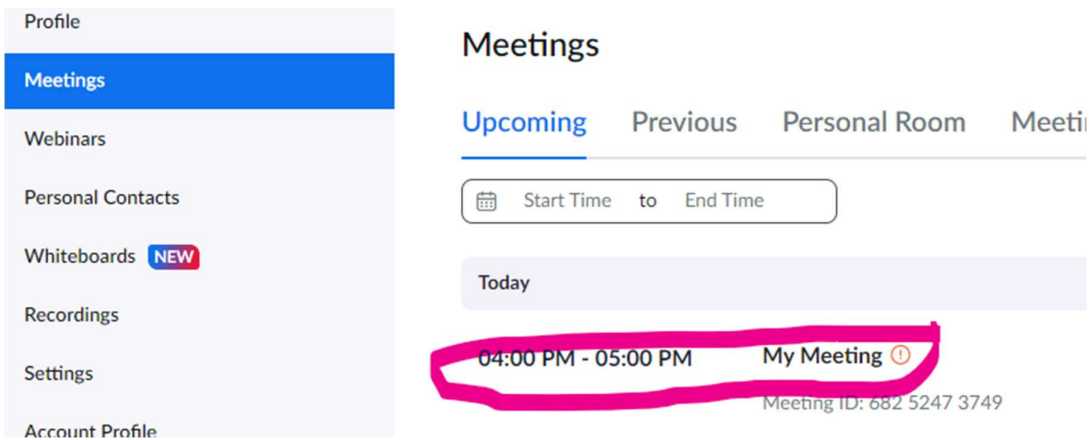 Profile
Meetings
Webinars
Personal Contacts
Whiteboards NEW
Recordings
Settings
Account Profile
Meetings
Upcoming Previous Personal Room
Start Time to End Time
Today
04:00 PM - 05:00 PM My Meeting
Meeting ID: 682 5247 3749